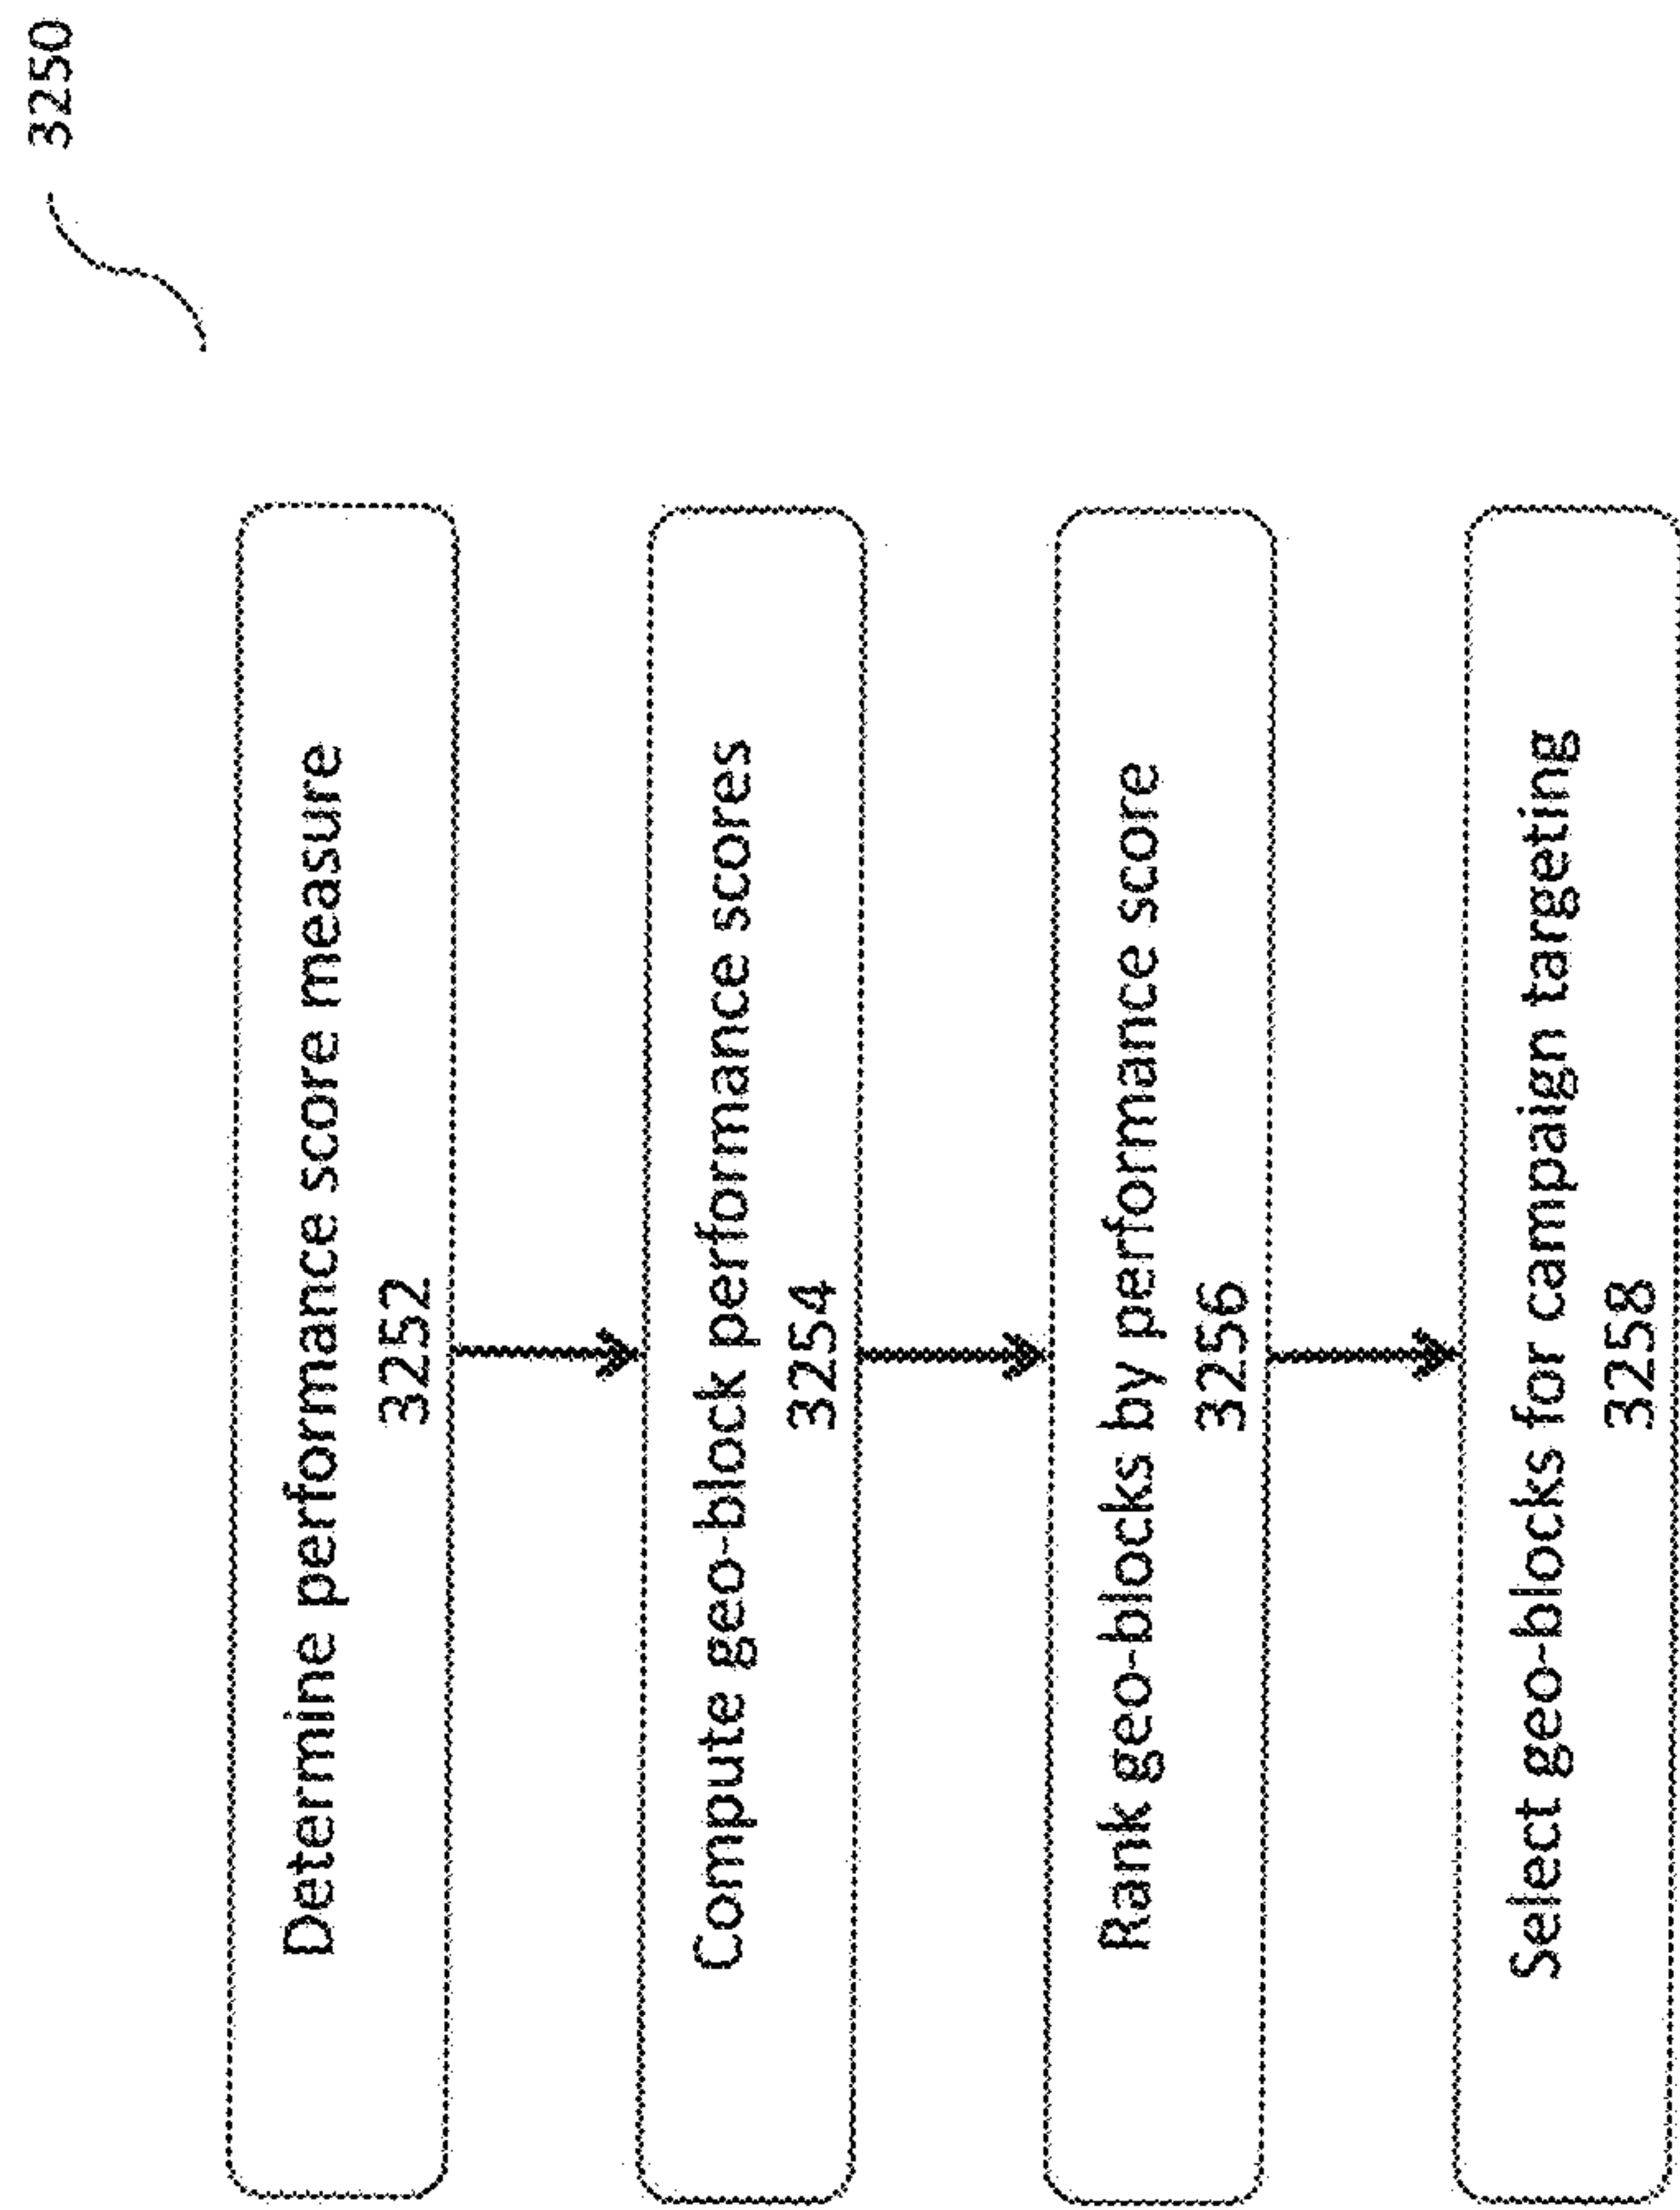 3250
Determine performance score measure
3252
Compute geo-block performance scores
3254
Rank geo-blocks by performance score
3256
Select geo-blocks for campaign targeting
3258